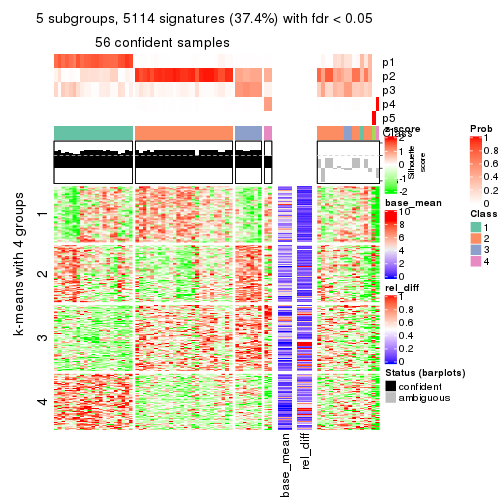 5 subgroups, 5114 signatures (37.4%) with fdr < 0.05
56 confident samples
p1
p2
p3
p4
p5
Class
z-score
2
1
0
-1
-2
Silhouette
score
k-means with 4 groups
1
2
3
4
base_mean
rel_diff
base_mean
10
8
6
4
2
0
rel_diff
1
0.8
0.6
0.4
0.2
0
Status (barplots)
confident
ambiguous
Prob
1
0.8
0.6
0.4
0.2
0
Class
1
2
3
4